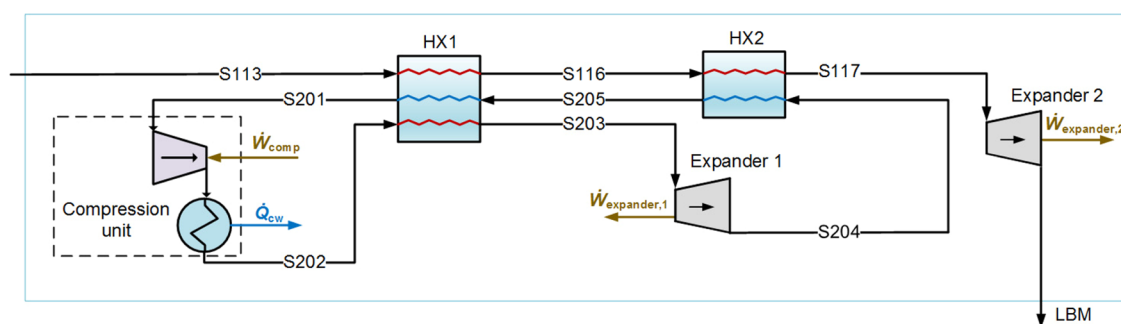 HX1
HX2
S113
S116
S117
S201
S205
Expander 2
Ẇcomp
S203
Ẇexpander,2
Expander 1
Compression
unit
Q̇cw
Ẇexpander,1
S204
S202
LBM